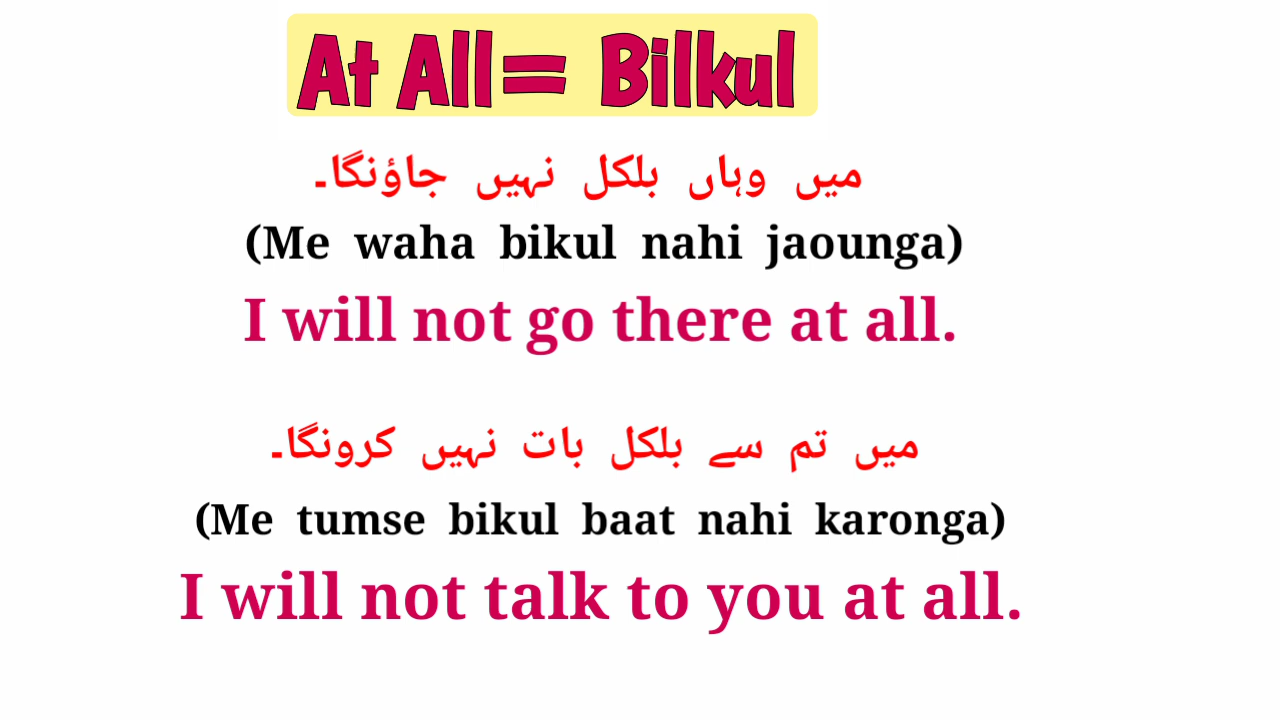 At All= Bilkul
میں وہاں بلکل نہیں جاؤنگا۔
(Me waha bikul nahi jaounga)
I will not go there at all.
میں تم سے بلکل بات نہیں کرونگا۔
(Me tumse bikul baat nahi karonga)
I will not talk to you at all.